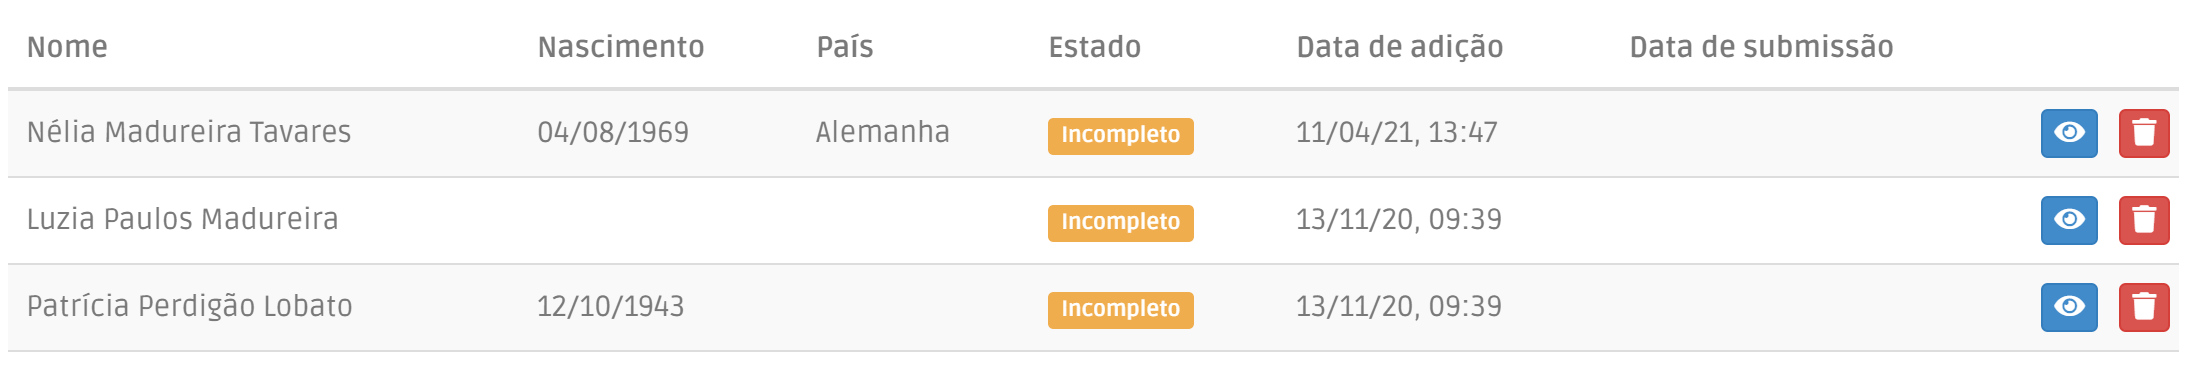 Nome Nascimento País Estado Data de adição Data de submissão
Nélia Madureira Tavares 04/08/1969 Alemanha Incompleto 11/04/21, 13:47
Luzia Paulos Madureira Incompleto 13/11/20, 09:39
Patrícia Perdigão Lobato 12/10/1943 Incompleto 13/11/20, 09:39